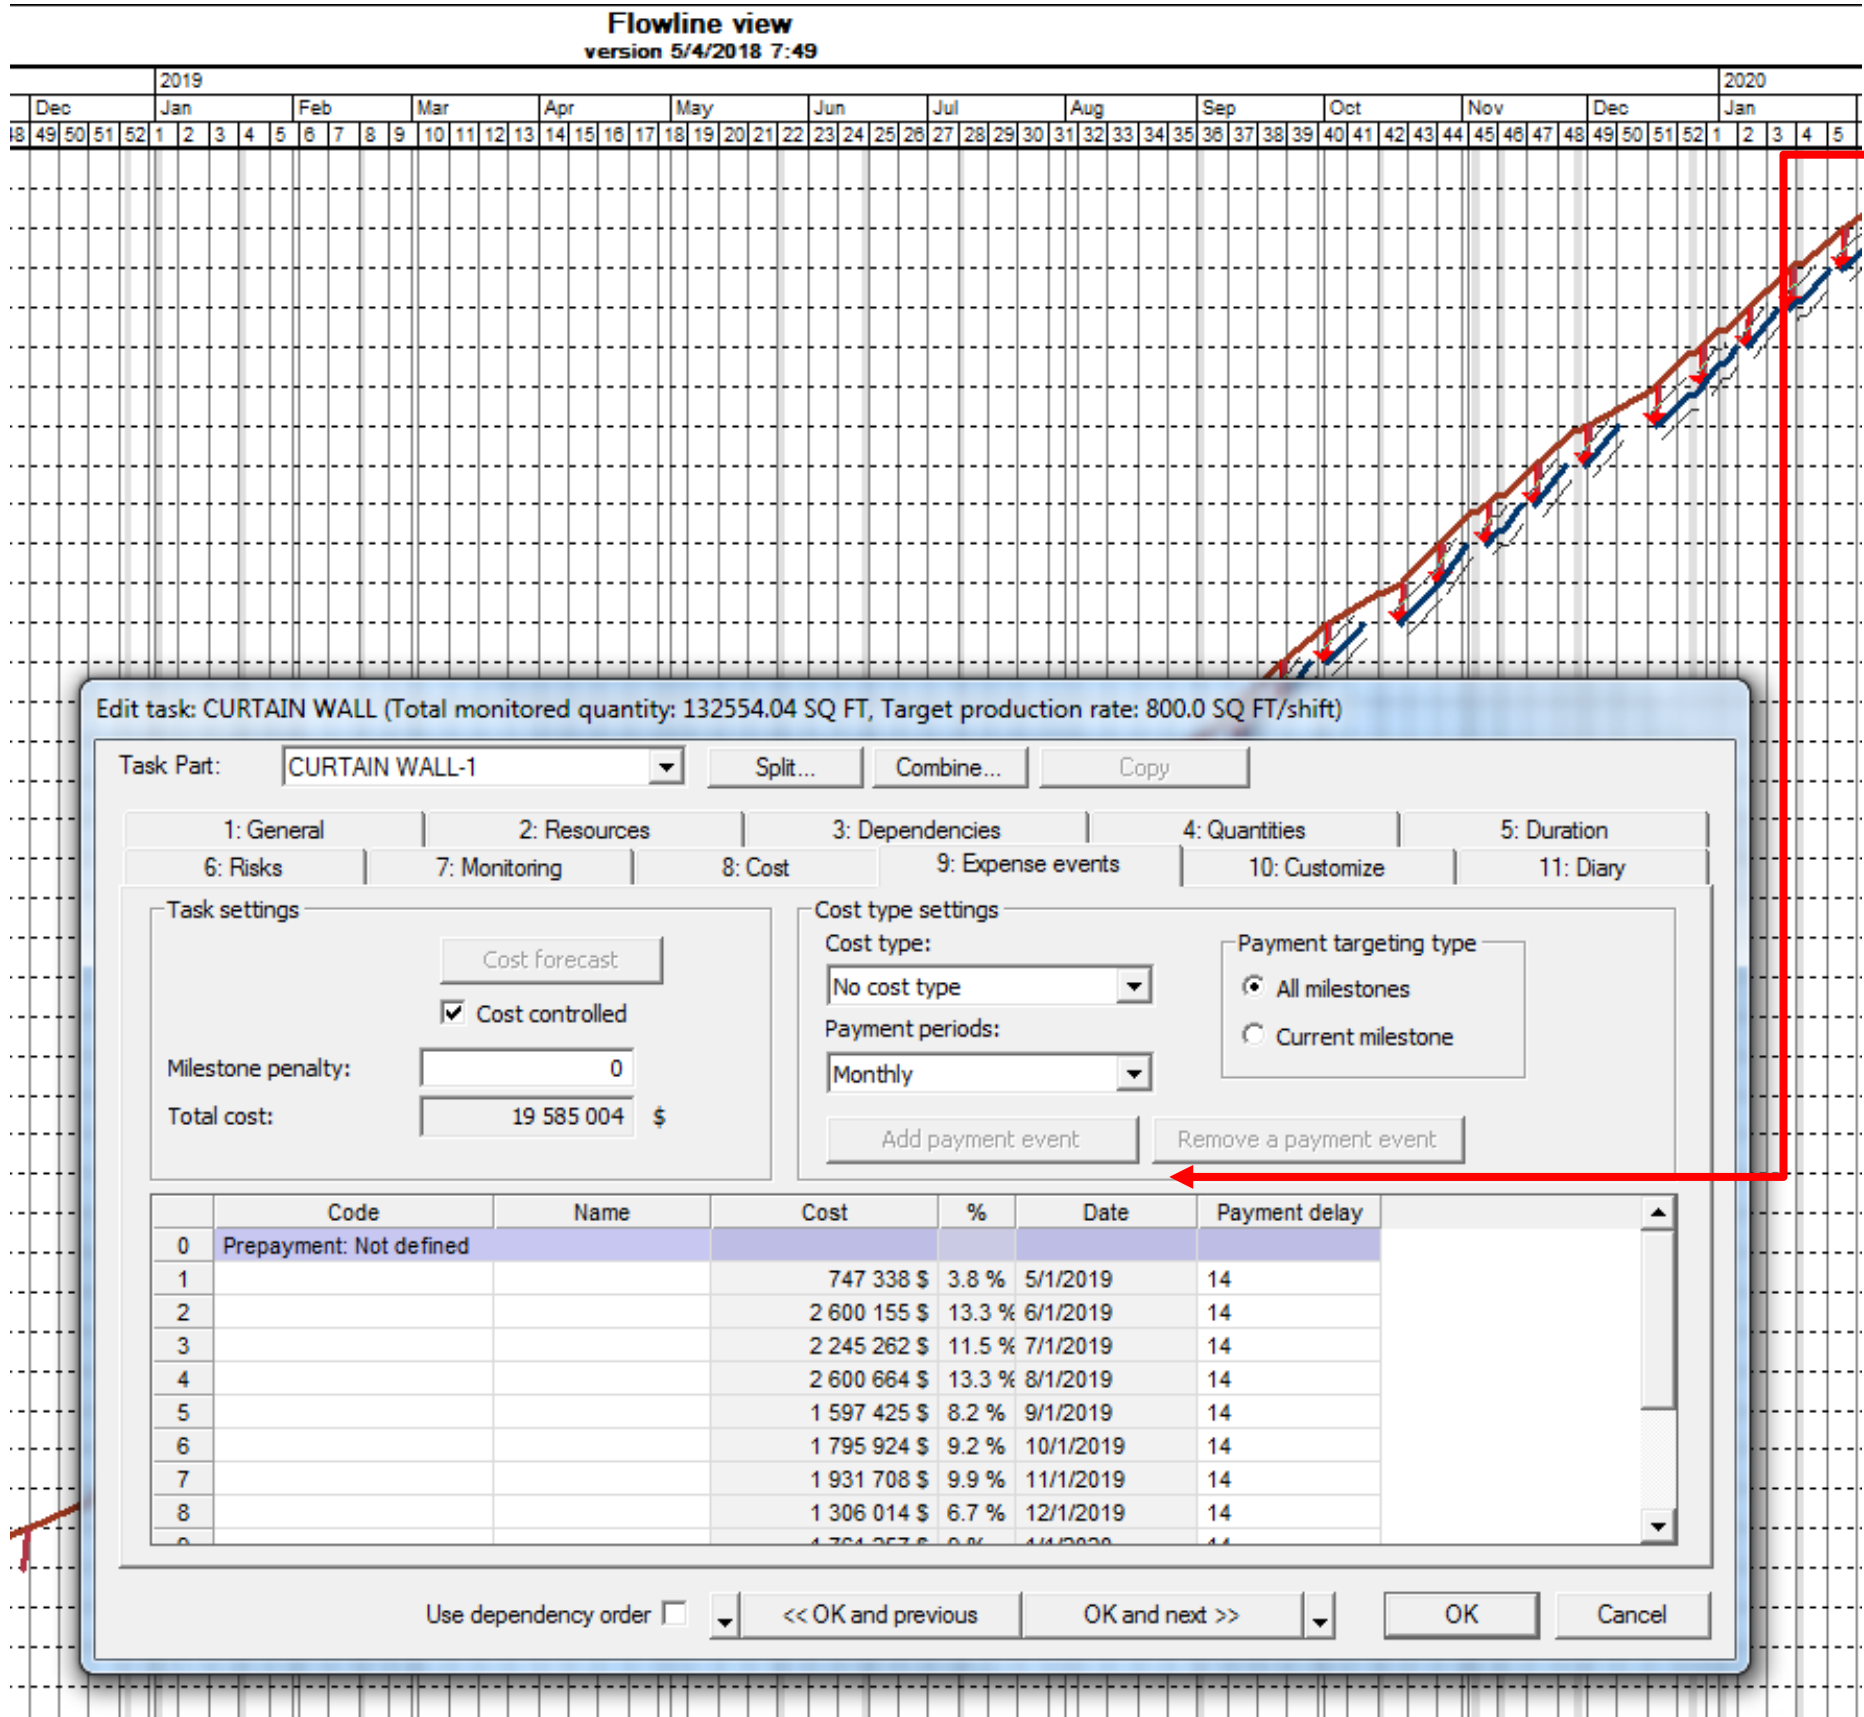 Flowline view
version 5/4/2018 7:49
2019 2020
Dec Jan Feb Mar Apr May Jun Jul Aug Sep Oct Nov Dec Jan
48 49 50 51 52 1 2 3 4 5 6 7 8 9 10 11 12 13 14 15 16 17 18 19 20 21 22 23 24 25 26 27 28 29 30 31 32 33 34 35 36 37 38 39 40 41 42 43 44 45 46 47 48 49 50 51 52 1 2 3 4 5
Edit task: CURTAIN WALL (Total monitored quantity: 132554.04 SQ FT, Target production rate: 800.0 SQ FT/shift)
Task Part: CURTAIN WALL-1 Split... Combine... Copy
1: General 2: Resources 3: Dependencies 4: Quantities 5: Duration
6: Risks 7: Monitoring 8: Cost 9: Expense events 10: Customize 11: Diary
Task settings
Cost forecast
Cost controlled
Milestone penalty: 0
Total cost: 19 585 004 $
Cost type settings
Cost type:
No cost type
Payment periods:
Monthly
Payment targeting type
All milestones
Current milestone
Add payment event Remove a payment event
Code Name Cost % Date Payment delay
0 Prepayment: Not defined
1 747 338 $ 3.8 % 5/1/2019 14
2 2 600 155 $ 13.3 % 6/1/2019 14
3 2 245 262 $ 11.5 % 7/1/2019 14
4 2 600 664 $ 13.3 % 8/1/2019 14
5 1 597 425 $ 8.2 % 9/1/2019 14
6 1 795 924 $ 9.2 % 10/1/2019 14
7 1 931 708 $ 9.9 % 11/1/2019 14
8 1 306 014 $ 6.7 % 12/1/2019 14
Use dependency order << OK and previous OK and next >> OK Cancel